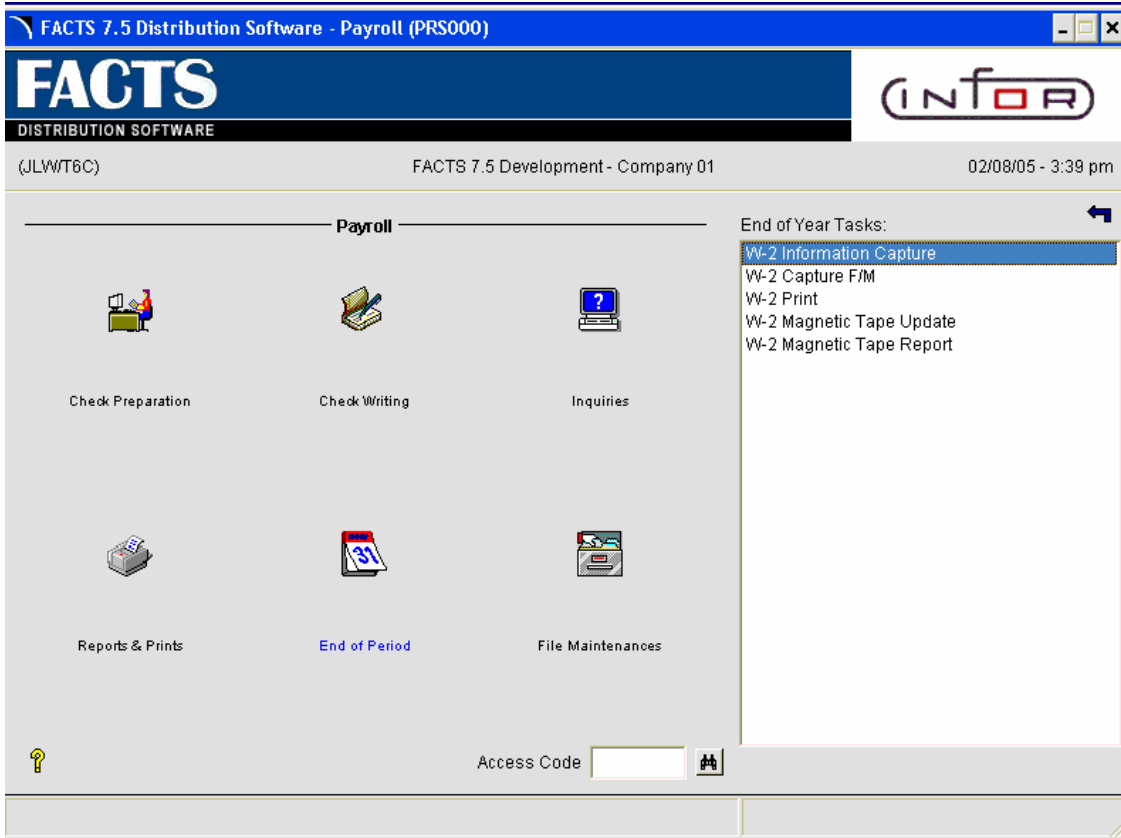 FACTS 7.5 Distribution Software - Payroll (PRS000)
FACTS
DISTRIBUTION SOFTWARE
INFOR
(JLW/T6C)
FACTS 7.5 Development - Company 01
02/08/05 - 3:39 pm
Payroll
Check Preparation
Check Writing
Inquiries
?
31
Reports & Prints
End of Period
File Maintenances
?
Access Code
End of Year Tasks:
W-2 Information Capture
W-2 Capture F/M
W-2 Print
W-2 Magnetic Tape Update
W-2 Magnetic Tape Report